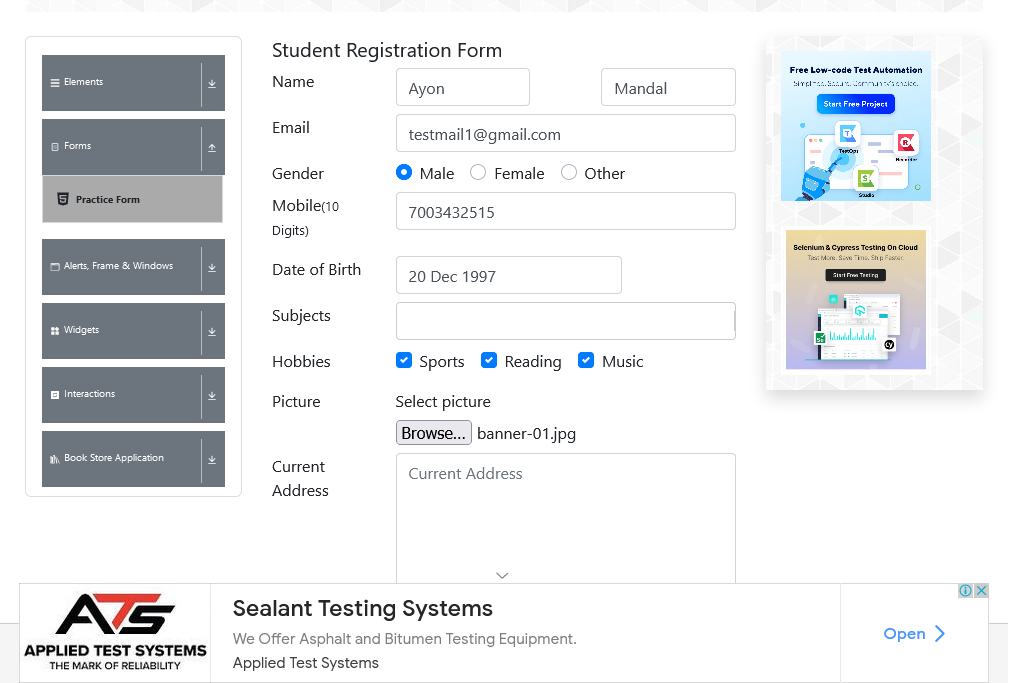 Elements
Forms
Practice Form
Alerts, Frame & Windows
Widgets
Interactions
Book Store Application
Student Registration Form
Name
Ayon
Mandal
Email
testmail1@gmail.com
Gender
Male
Female
Other
Mobile(10
Digits)
7003432515
Date of Birth
20 Dec 1997
Subjects
Hobbies
Sports
Reading
Music
Picture
Select picture
Browse...
banner-01.jpg
Current
Address
Current Address
Free Low-code Test Automation
Simplified. Secure. Community's choice.
Start Free Project
TestOps
Recorder
Studio
Selenium & Cypress Testing On Cloud
Test More. Save Time. Ship Faster.
Start Free Testing
Se
cy
ATS
APPLIED TEST SYSTEMS
THE MARK OF RELIABILITY
Sealant Testing Systems
We Offer Asphalt and Bitumen Testing Equipment.
Applied Test Systems
Open